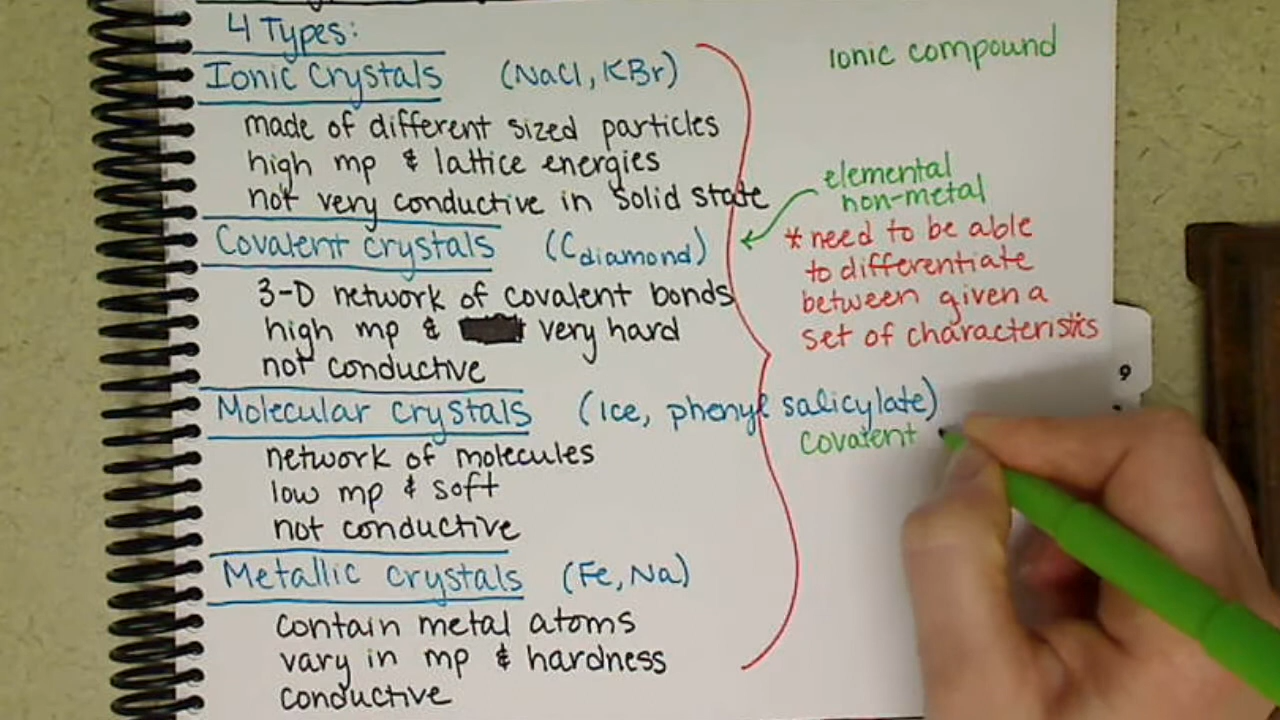 4 Types:
Ionic Crystals (NaCl, KBr)
Ionic compound
made of different sized particles
high mp & lattice energies
not very conductive in solid state
elemental
non-metal
Covalent crystals (Cdiamond)
* need to be able
to differentiate
between given a
set of characteristics
3-D network of covalent bonds
high mp & very hard
not conductive
Molecular crystals (Ice, phenyl salicylate)
covalent
network of molecules
low mp & soft
not conductive
Metallic crystals (Fe, Na)
contain metal atoms
vary in mp & hardness
conductive
9